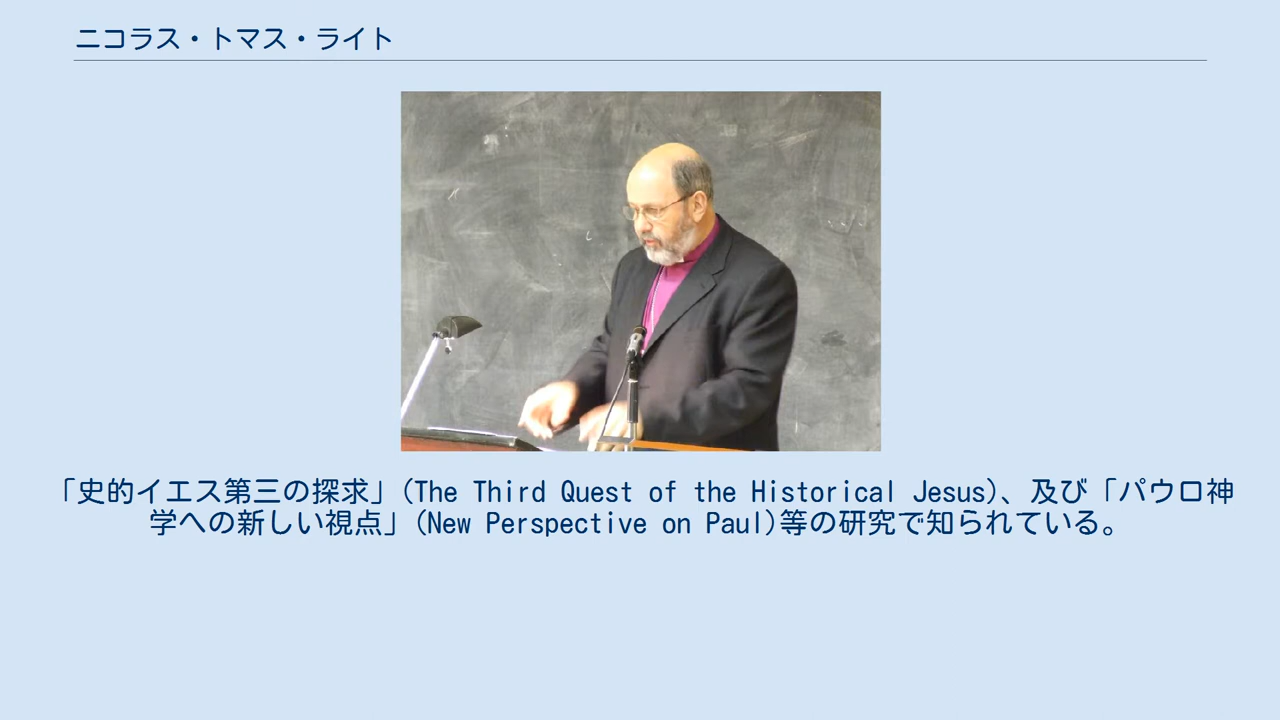 ニコラス・トマス・ライト
「史的イエス第三の探求」(The Third Quest of the Historical Jesus)、及び「パウロ神
学への新しい視点」(New Perspective on Paul)等の研究で知られている。